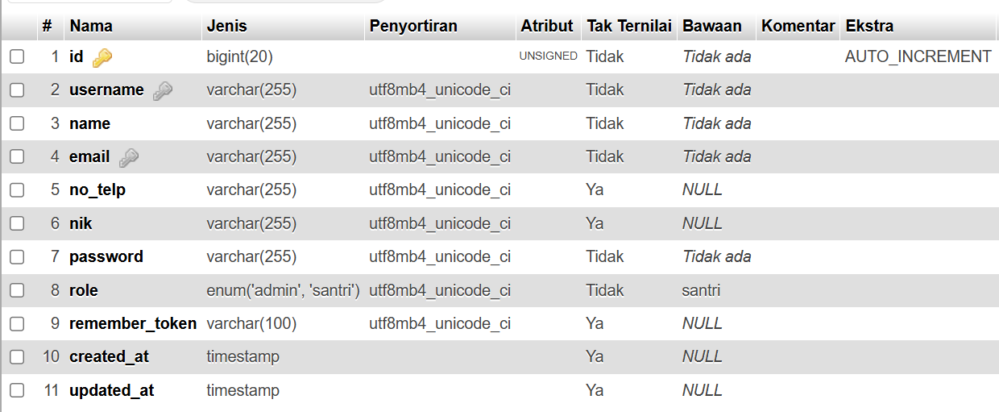 # Nama Jenis Penyortiran Atribut Tak Ternilai Bawaan Komentar Ekstra
1 id bigint(20) UNSIGNED Tidak Tidak ada AUTO_INCREMENT
2 username varchar(255) utf8mb4_unicode_ci Tidak Tidak ada
3 name varchar(255) utf8mb4_unicode_ci Tidak Tidak ada
4 email varchar(255) utf8mb4_unicode_ci Tidak Tidak ada
5 no_telp varchar(255) utf8mb4_unicode_ci Ya NULL
6 nik varchar(255) utf8mb4_unicode_ci Ya NULL
7 password varchar(255) utf8mb4_unicode_ci Tidak Tidak ada
8 role enum('admin', 'santri') utf8mb4_unicode_ci Tidak santri
9 remember_token varchar(100) utf8mb4_unicode_ci Ya NULL
10 created_at timestamp Ya NULL
11 updated_at timestamp Ya NULL